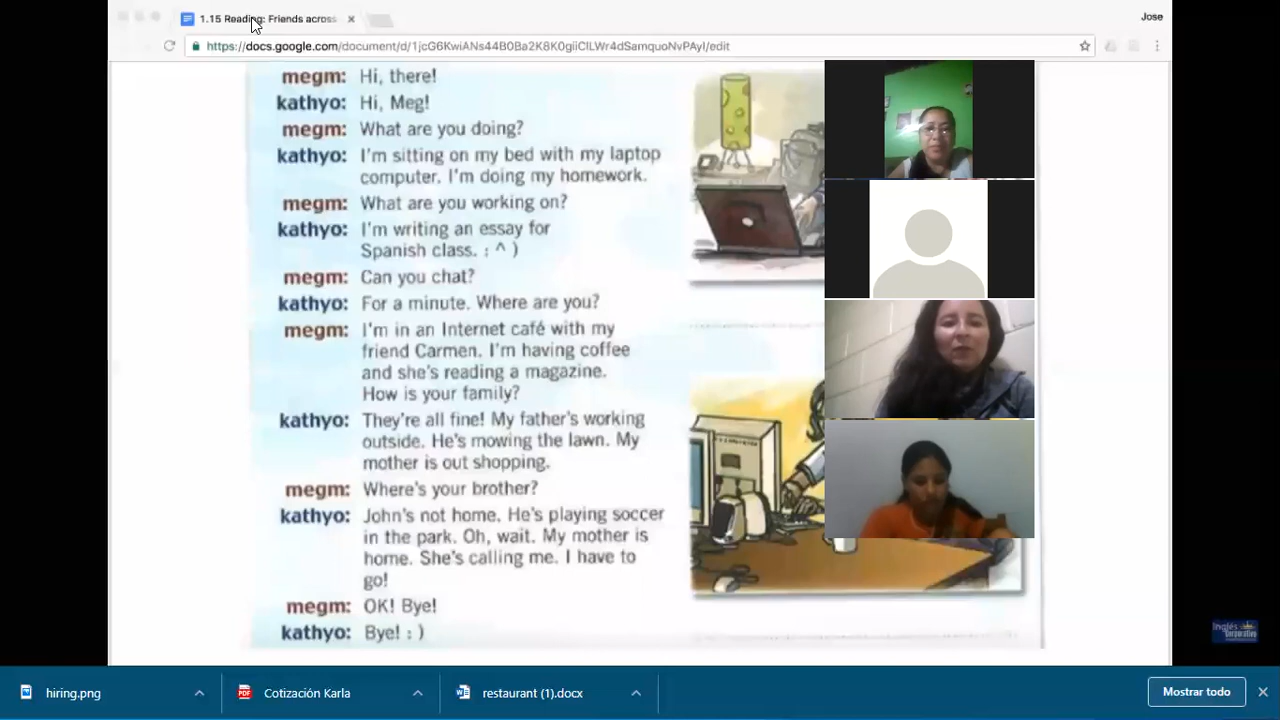 1.15 Reading: Friends across
Jose
https://docs.google.com/document/d/1jcG6KwiANs44B0Ba2K8K0giiClLWr4dSamquoNvPAyI/edit
megm: Hi, there!
kathyo: Hi, Meg!
megm: What are you doing?
kathyo: I'm sitting on my bed with my laptop
computer. I'm doing my homework.
megm: What are you working on?
kathyo: I'm writing an essay for
Spanish class. : ^ )
megm: Can you chat?
kathyo: For a minute. Where are you?
megm: I'm in an Internet café with my
friend Carmen. I'm having coffee
and she's reading a magazine.
How is your family?
kathyo: They're all fine! My father's working
outside. He's mowing the lawn. My
mother is out shopping.
megm: Where's your brother?
kathyo: John's not home. He's playing soccer
in the park. Oh, wait. My mother is
home. She's calling me. I have to
go!
megm: OK! Bye!
kathyo: Bye! : )
Inglés
Corporativo
hiring.png
PDF
Cotización Karla
restaurant (1).docx
Mostrar todo